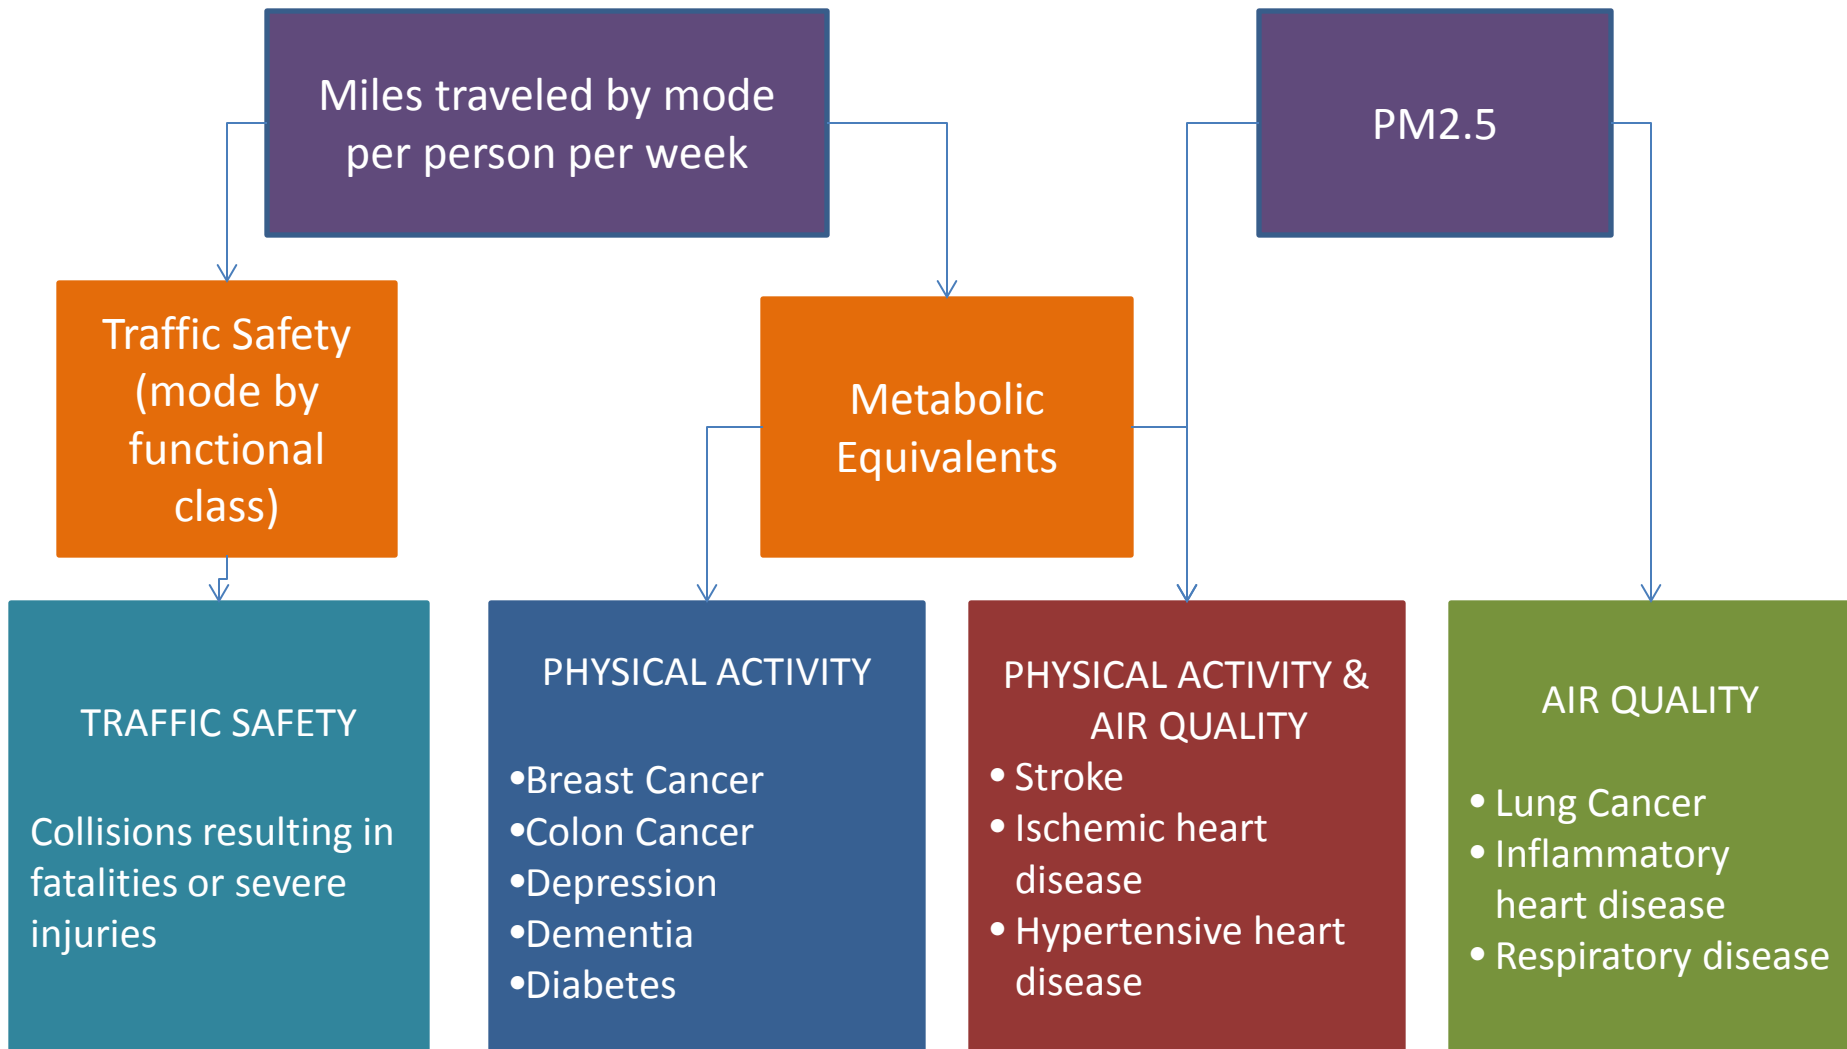 Miles traveled by mode
per person per week
PM2.5
Traffic Safety
(mode by
functional
class)
Metabolic
Equivalents
TRAFFIC SAFETY
Collisions resulting in
fatalities or severe
injuries
PHYSICAL ACTIVITY
•Breast Cancer
•Colon Cancer
•Depression
•Dementia
•Diabetes
PHYSICAL ACTIVITY &
AIR QUALITY
• Stroke
• Ischemic heart
disease
• Hypertensive heart
disease
AIR QUALITY
• Lung Cancer
• Inflammatory
heart disease
• Respiratory disease